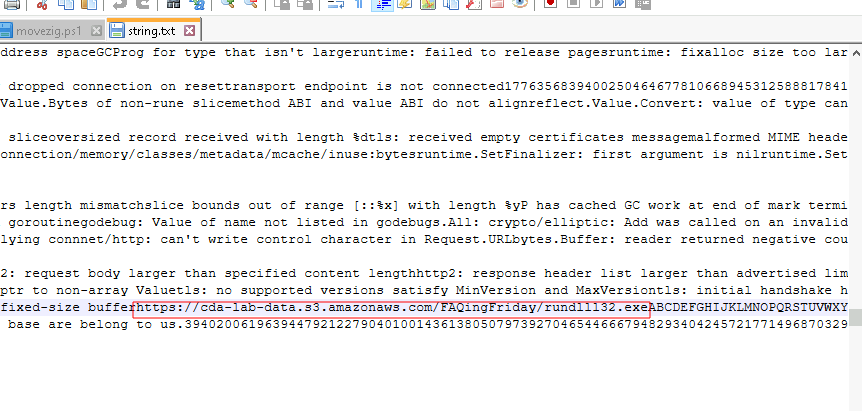 movezig.ps1 string.txt
ddress spaceGCProg for type that isn't largeruntime: failed to release pagesruntime: fixalloc size too lar
dropped connection on resettransport endpoint is not connected1776356839400250464677810668945312588817841
Value.Bytes of non-rune slicemethod ABI and value ABI do not alignreflect.Value.Convert: value of type can
sliceoversized record received with length %dtls: received empty certificates messagemalformed MIME heade
onnection/memory/classes/metadata/mcache/inuse:bytesruntime.SetFinalizer: first argument is nilruntime.Set
rs length mismatchslice bounds out of range [::%x] with length %yP has cached GC work at end of mark termi
goroutinegodebug: Value of name not listed in godebugs.All: crypto/elliptic: Add was called on an invalid
lying connnet/http: can't write control character in Request.URLbytes.Buffer: reader returned negative cou
2: request body larger than specified content lengthhttp2: response header list larger than advertised lim
ptr to non-array Valuetls: no supported versions satisfy MinVersion and MaxVersiontls: initial handshake h
fixed-size bufferhttps://cda-lab-data.s3.amazonaws.com/FAQingFriday/rundlll32.exeABCDEFGHIJKLMNOPQRSTUVWXY
base are belong to us.39402006196394479212279040100143613805079739270465446667948293404245721771496870329